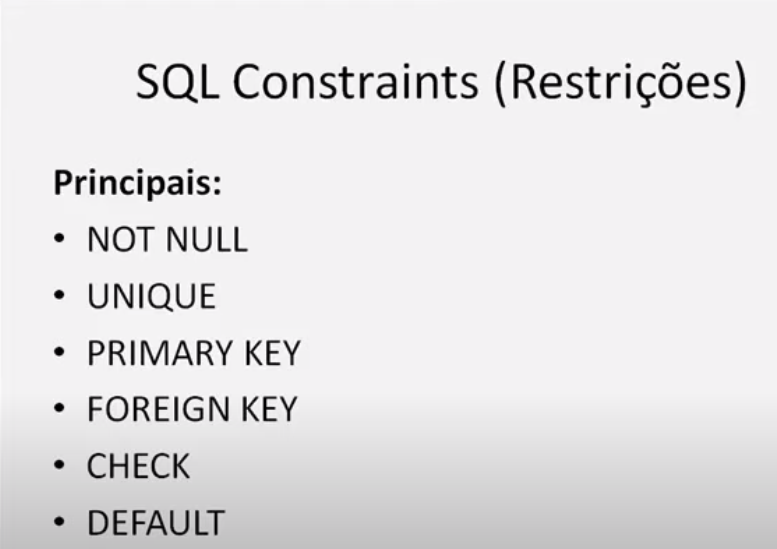 SQL Constraints (Restrições)
Principais:
• NOT NULL
• UNIQUE
• PRIMARY KEY
• FOREIGN KEY
• CHECK
• DEFAULT